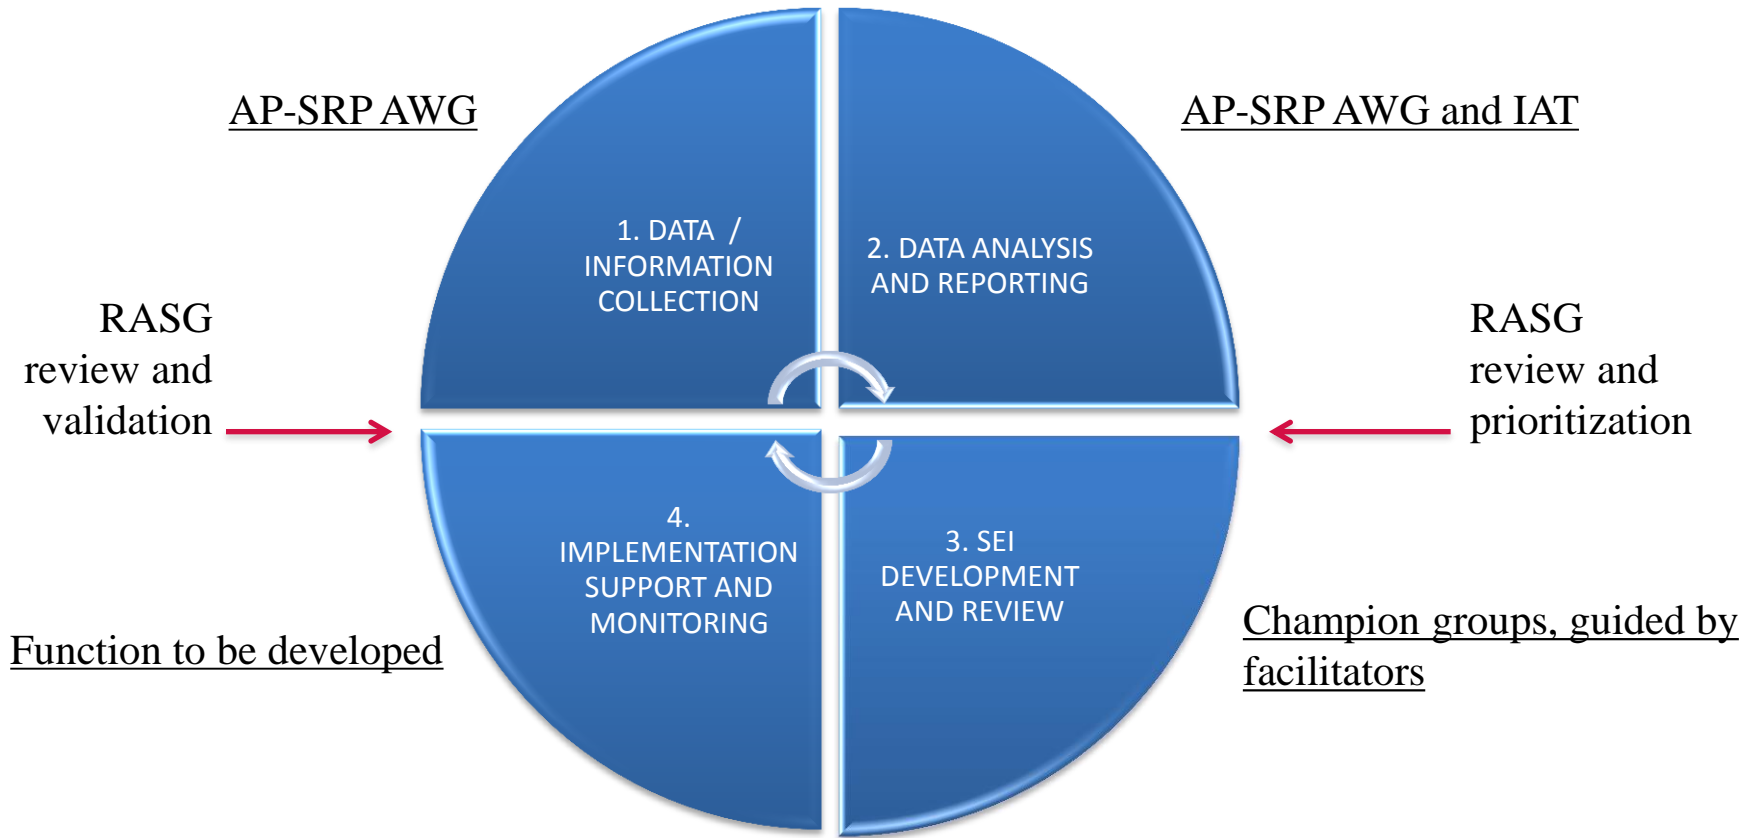 AP-SRP AWG
AP-SRP AWG and IAT
1. DATA /
INFORMATION
COLLECTION
2. DATA ANALYSIS
AND REPORTING
RASG
review and
validation
RASG
review and
prioritization
4.
IMPLEMENTATION
SUPPORT AND
MONITORING
3. SEI
DEVELOPMENT
AND REVIEW
Function to be developed
Champion groups, guided by
facilitators